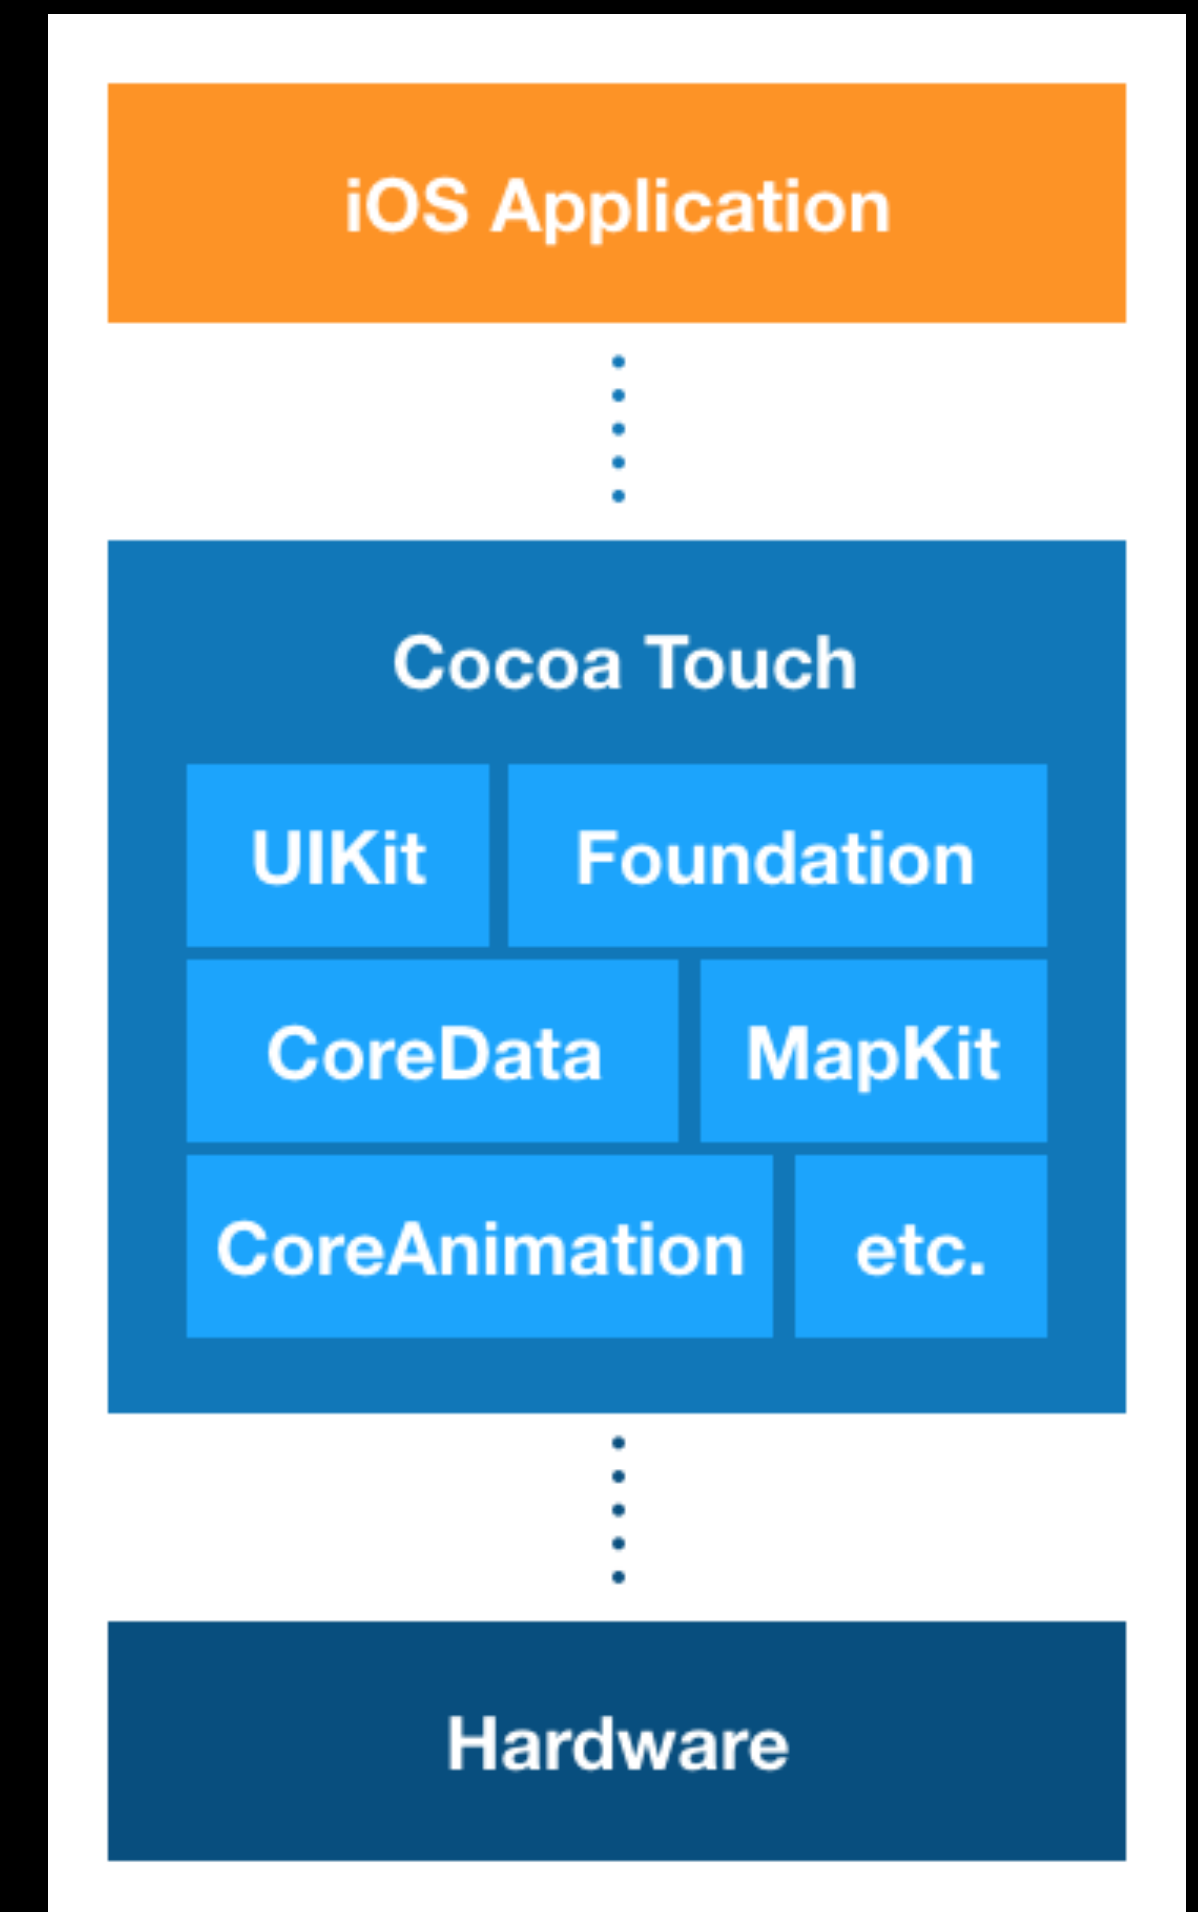 iOS Application
Cocoa Touch
UIKit
Foundation
CoreData
MapKit
CoreAnimation
etc.
Hardware